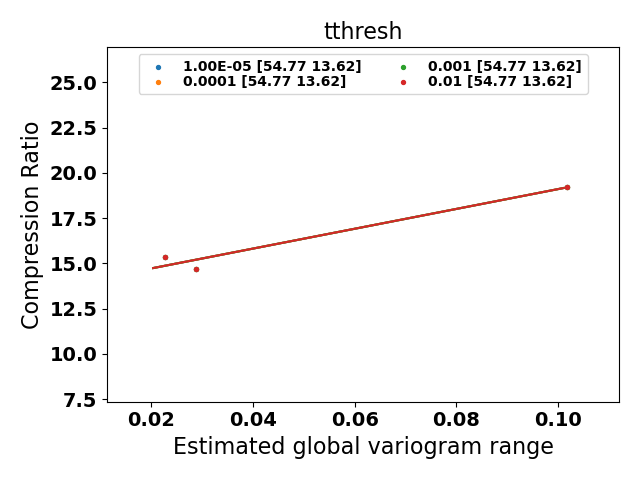 tthresh
1.00E-05 [54.77 13.62]
0.0001 [54.77 13.62]
0.001 [54.77 13.62]
0.01 [54.77 13.62]
Compression Ratio
25.0
22.5
20.0
17.5
15.0
12.5
10.0
7.5
0.02 0.04 0.06 0.08 0.10
Estimated global variogram range